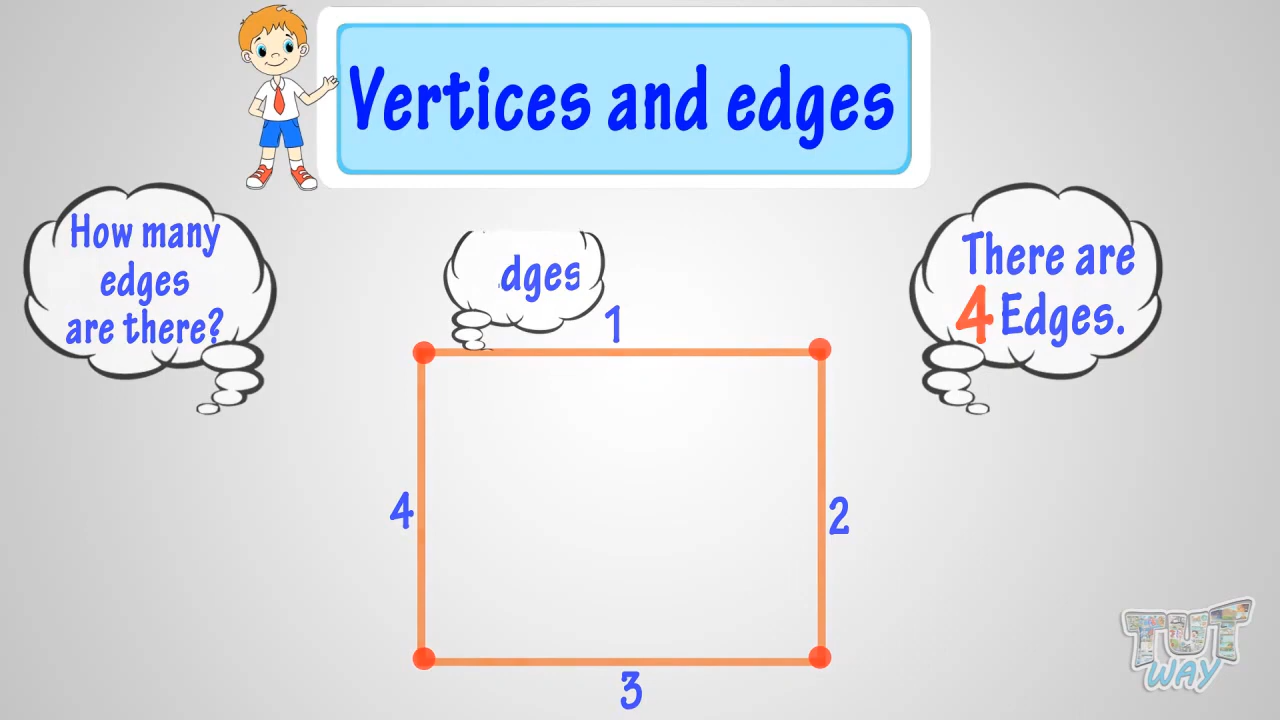 Vertices and edges
How many
edges
are there?
dges
There are
4 Edges.
1
4
2
3
TUT
WAY